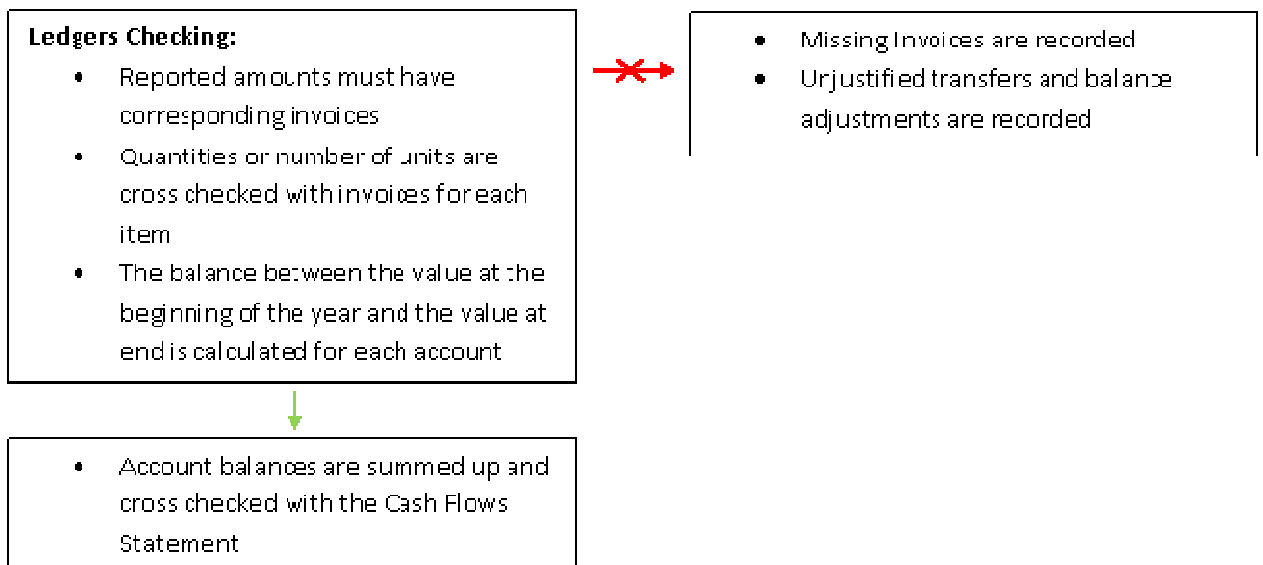 Ledgers Checking:
• Reported amounts must have
corresponding invoices
• Quantities or number of units are
cross checked with invoices for each
item
• The balance between the value at the
beginning of the year and the value at
end is calculated for each account
• Missing Invoices are recorded
• Unjustified transfers and balance
adjustments are recorded
• Account balances are summed up and
cross checked with the Cash Flows
Statement